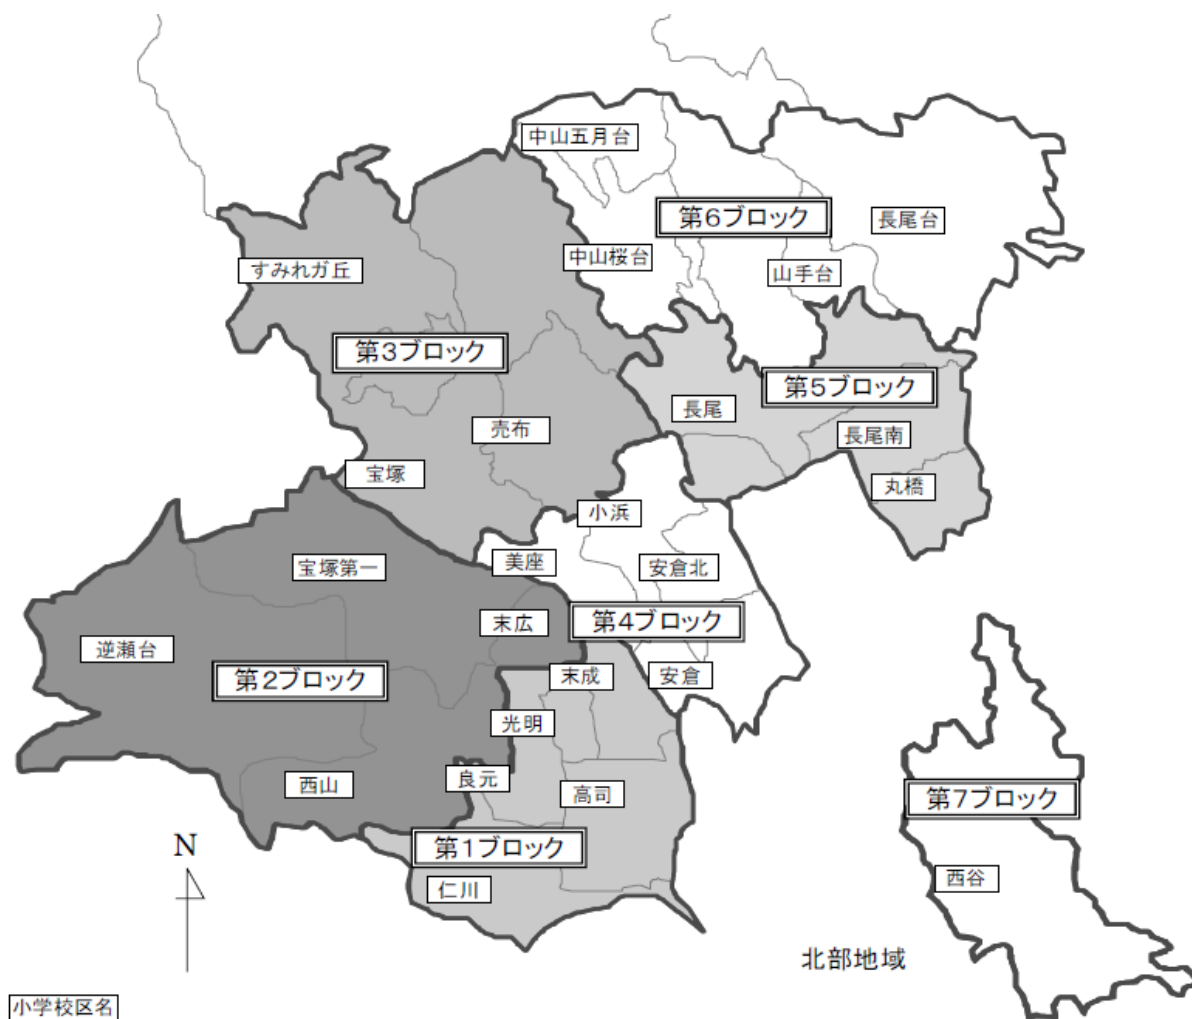 中山五月台
第6ブロック
長尾台
中山桜台
すみれガ丘
山手台
第3ブロック
第5ブロック
長尾
売布
長尾南
宝塚
丸橋
小浜
美座
宝塚第一
安倉北
末広
第4ブロック
逆瀬台
第2ブロック
末成
安倉
光明
西山
良元
高司
第7ブロック
N
第1ブロック
仁川
西谷
北部地域
小学校区名